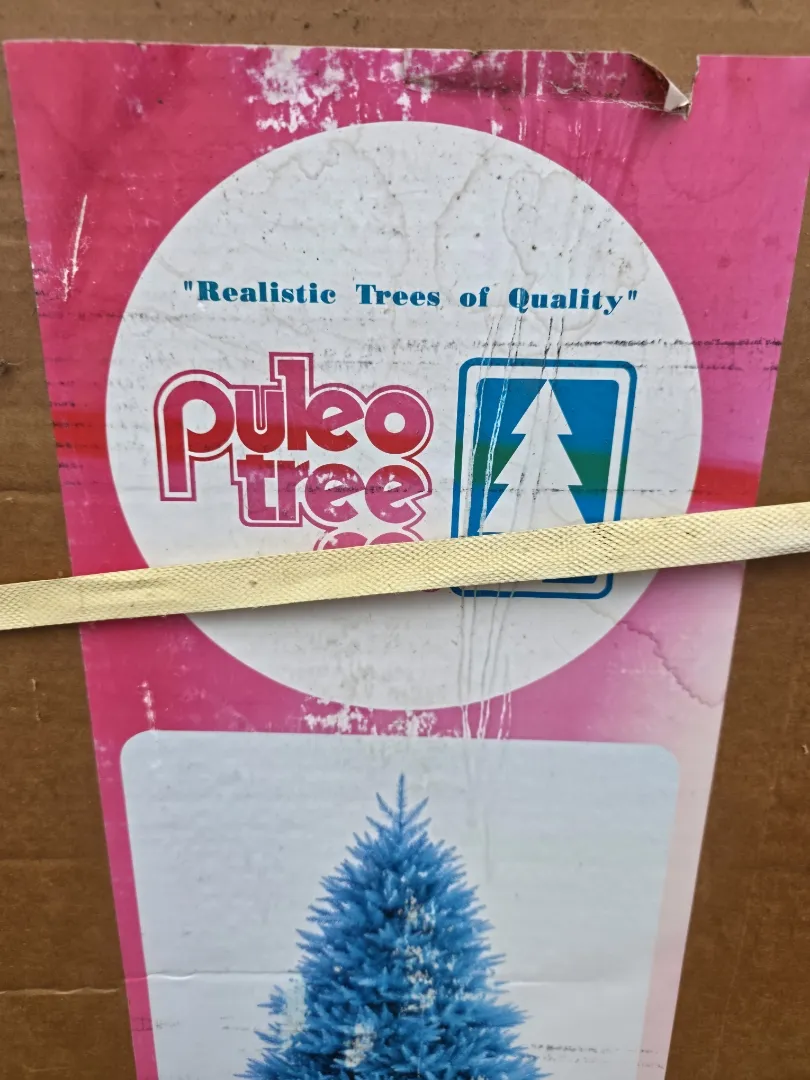 "Realistic Trees of Quality"
puleo
tree